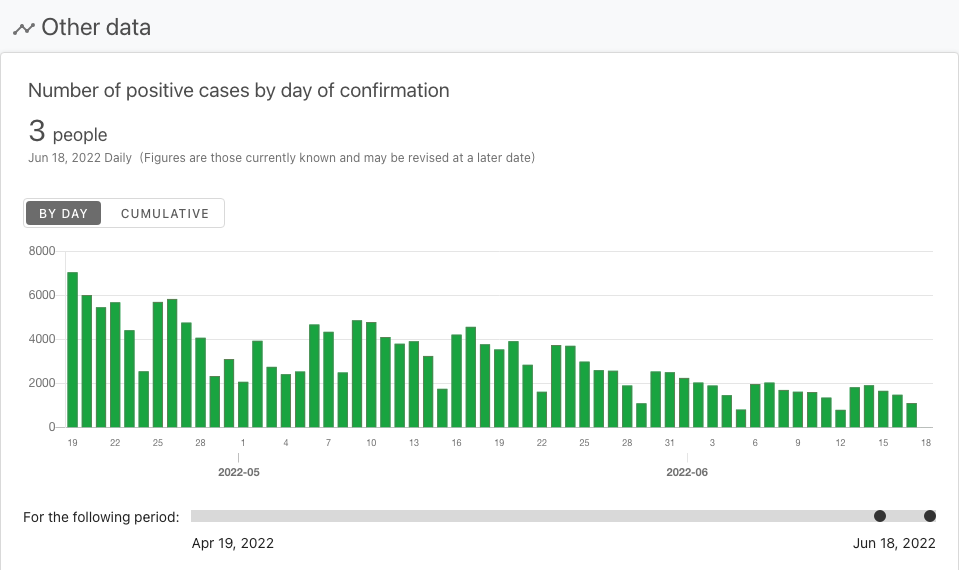 Other data
Number of positive cases by day of confirmation
3 people
Jun 18, 2022 Daily (Figures are those currently known and may be revised at a later date)
BY DAY CUMULATIVE
8000
6000
4000
2000
0
19 22 25 28 1 4 7 10 13 16 19 22 25 28 31 3 6 9 12 15 18
2022-05 2022-06
For the following period:
Apr 19, 2022 Jun 18, 2022